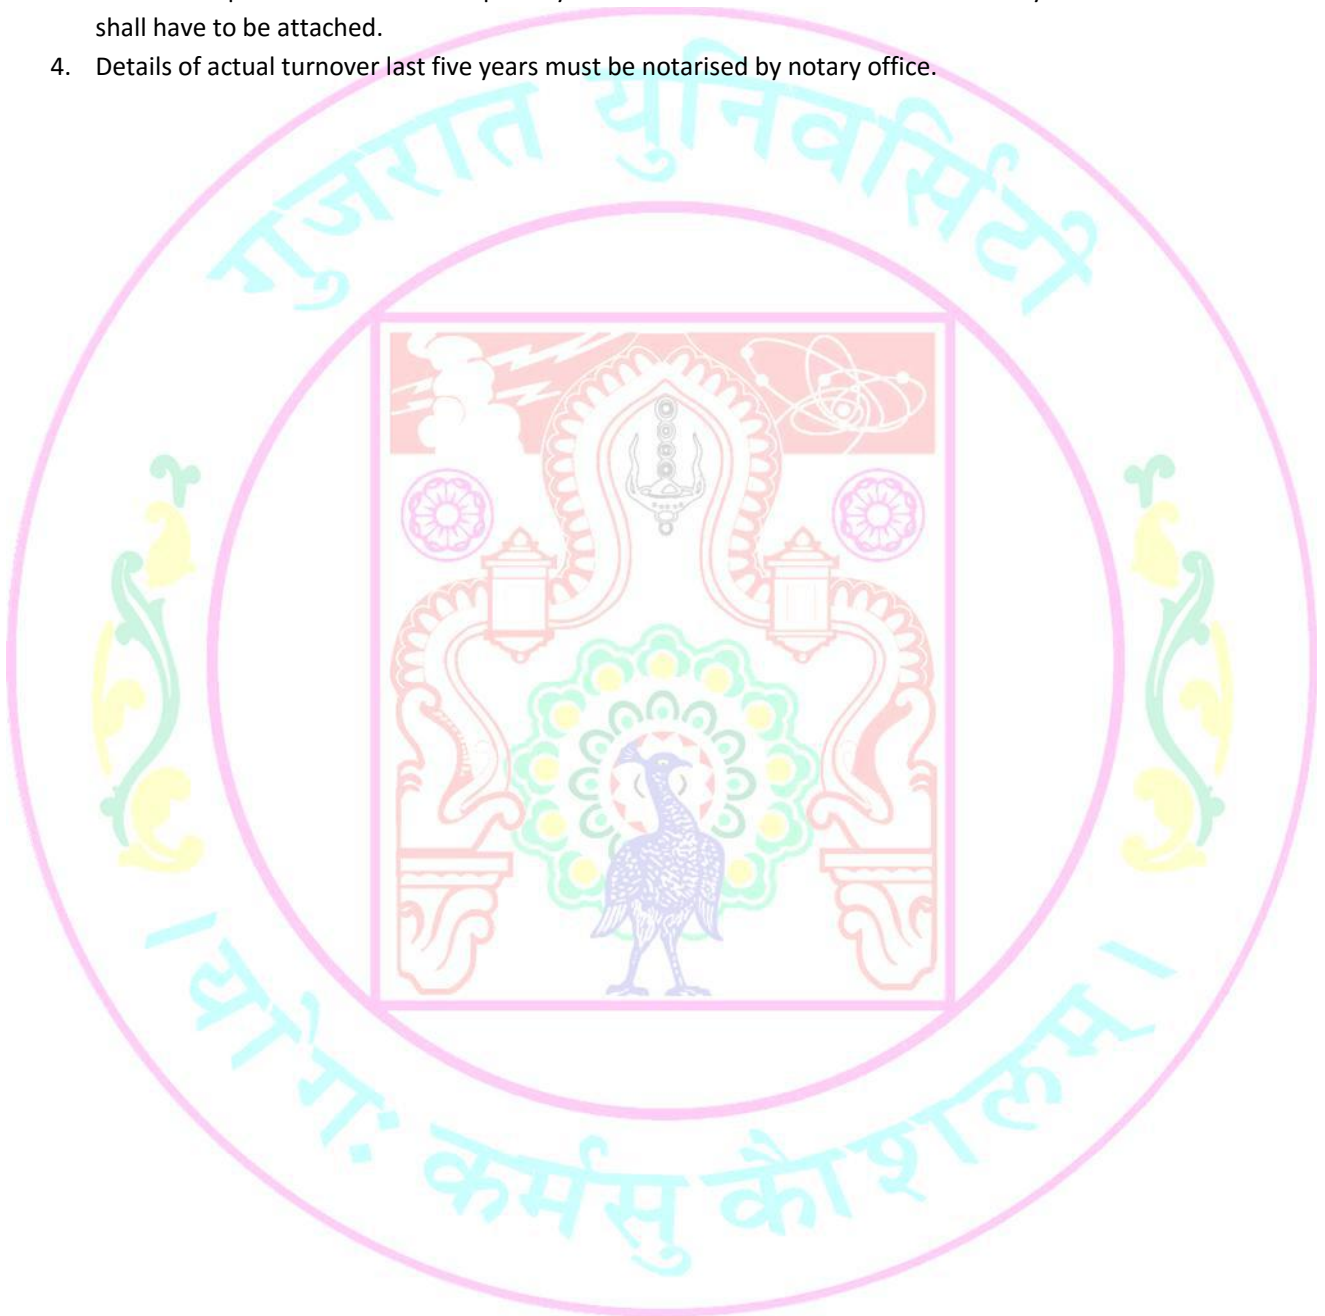 shall have to be attached.
4. Details of actual turnover last five years must be notarised by notary office.
गुजरात युनिवर्सिटी
। योगः कर्मसु कौशलम् ।